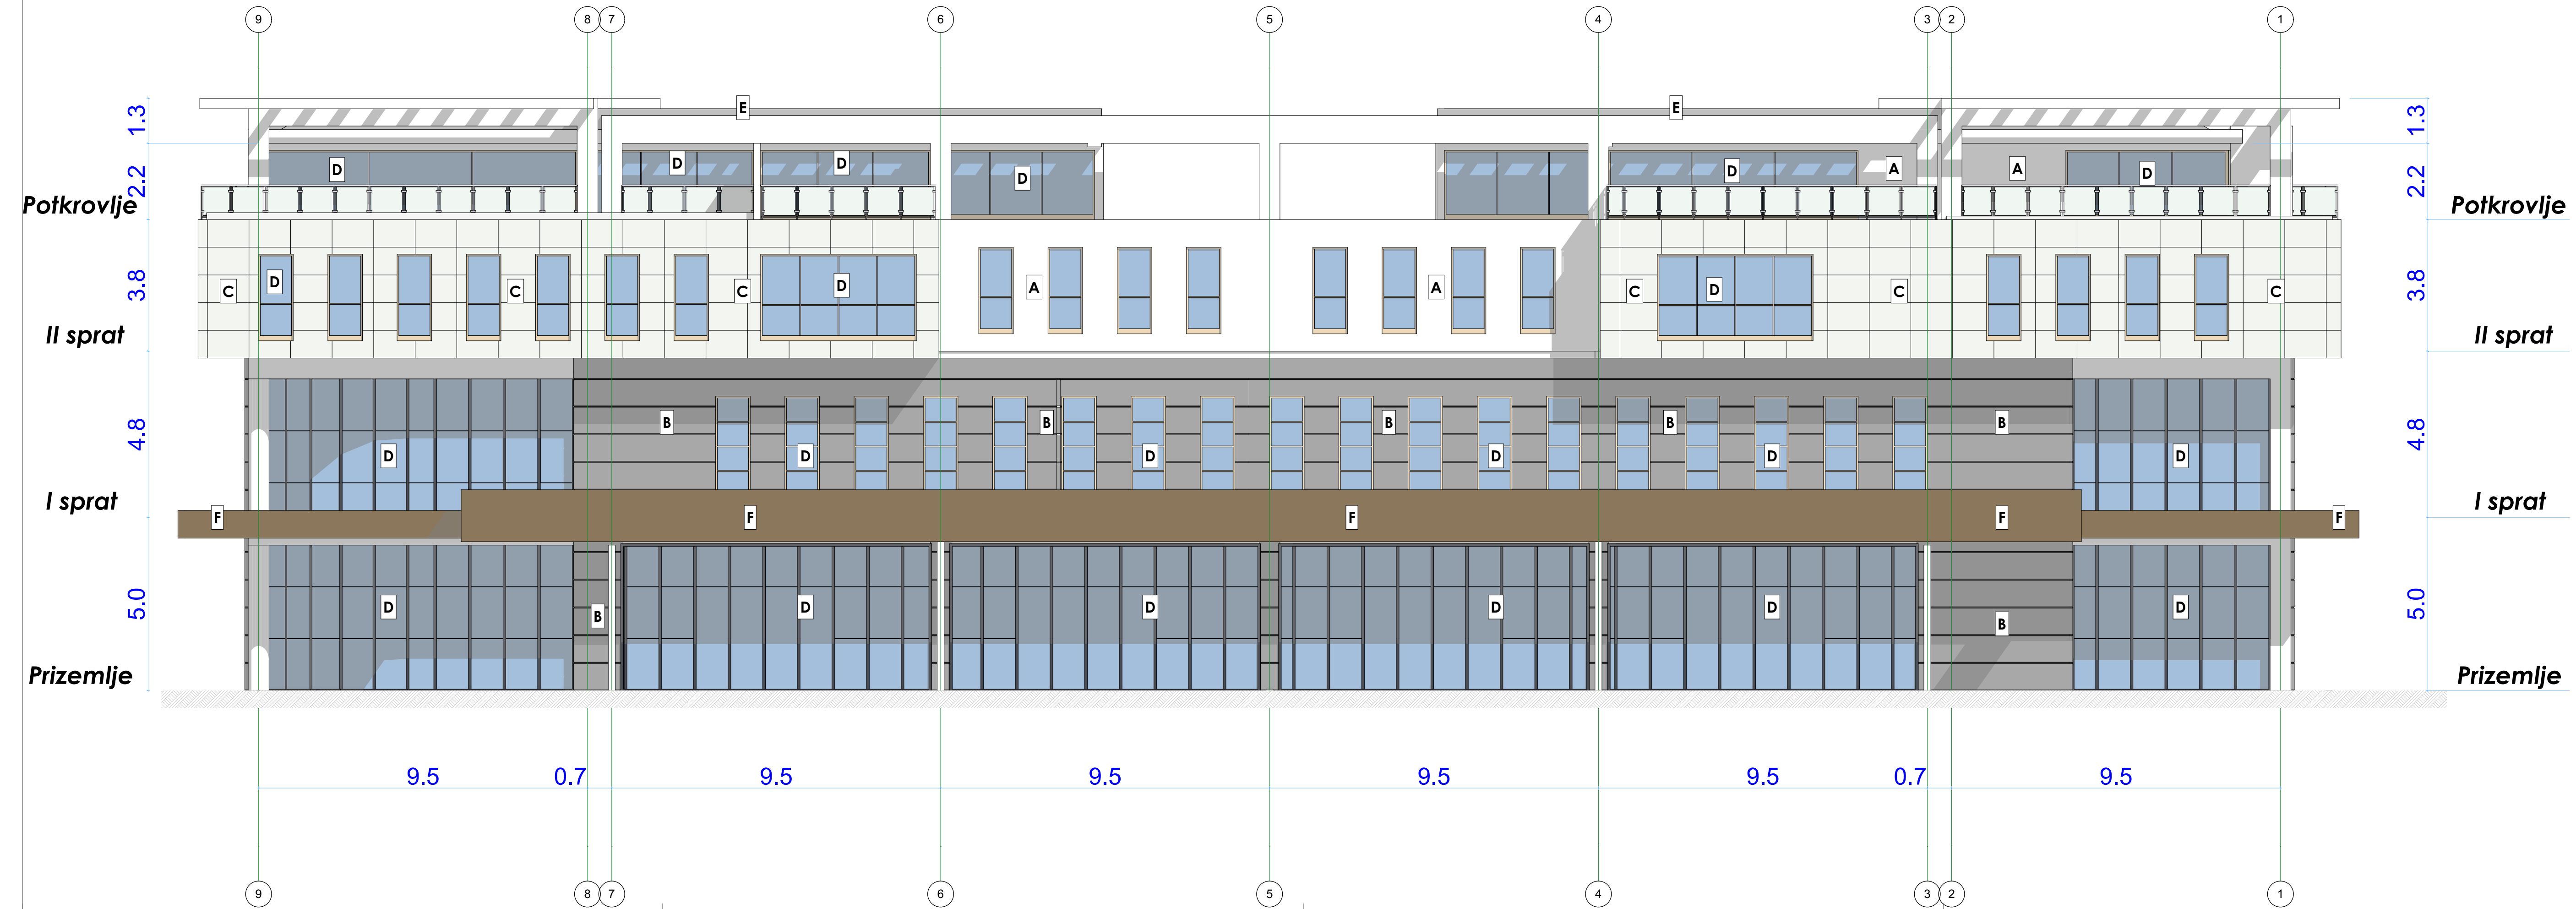 9 8 7 6 5 4 3 2 1
E E
1.3 1.3
D D D D D A A D
2.2 2.2
Potkrovlje Potkrovlje
C D C C D A A C D C C
3.8 3.8
II sprat II sprat
B B B B B
4.8 D D D D D D 4.8
I sprat I sprat
F F F F F
5.0 D B D D D D B D 5.0
Prizemlje Prizemlje
9.5 0.7 9.5 9.5 9.5 9.5 0.7 9.5
9 8 7 6 5 4 3 2 1